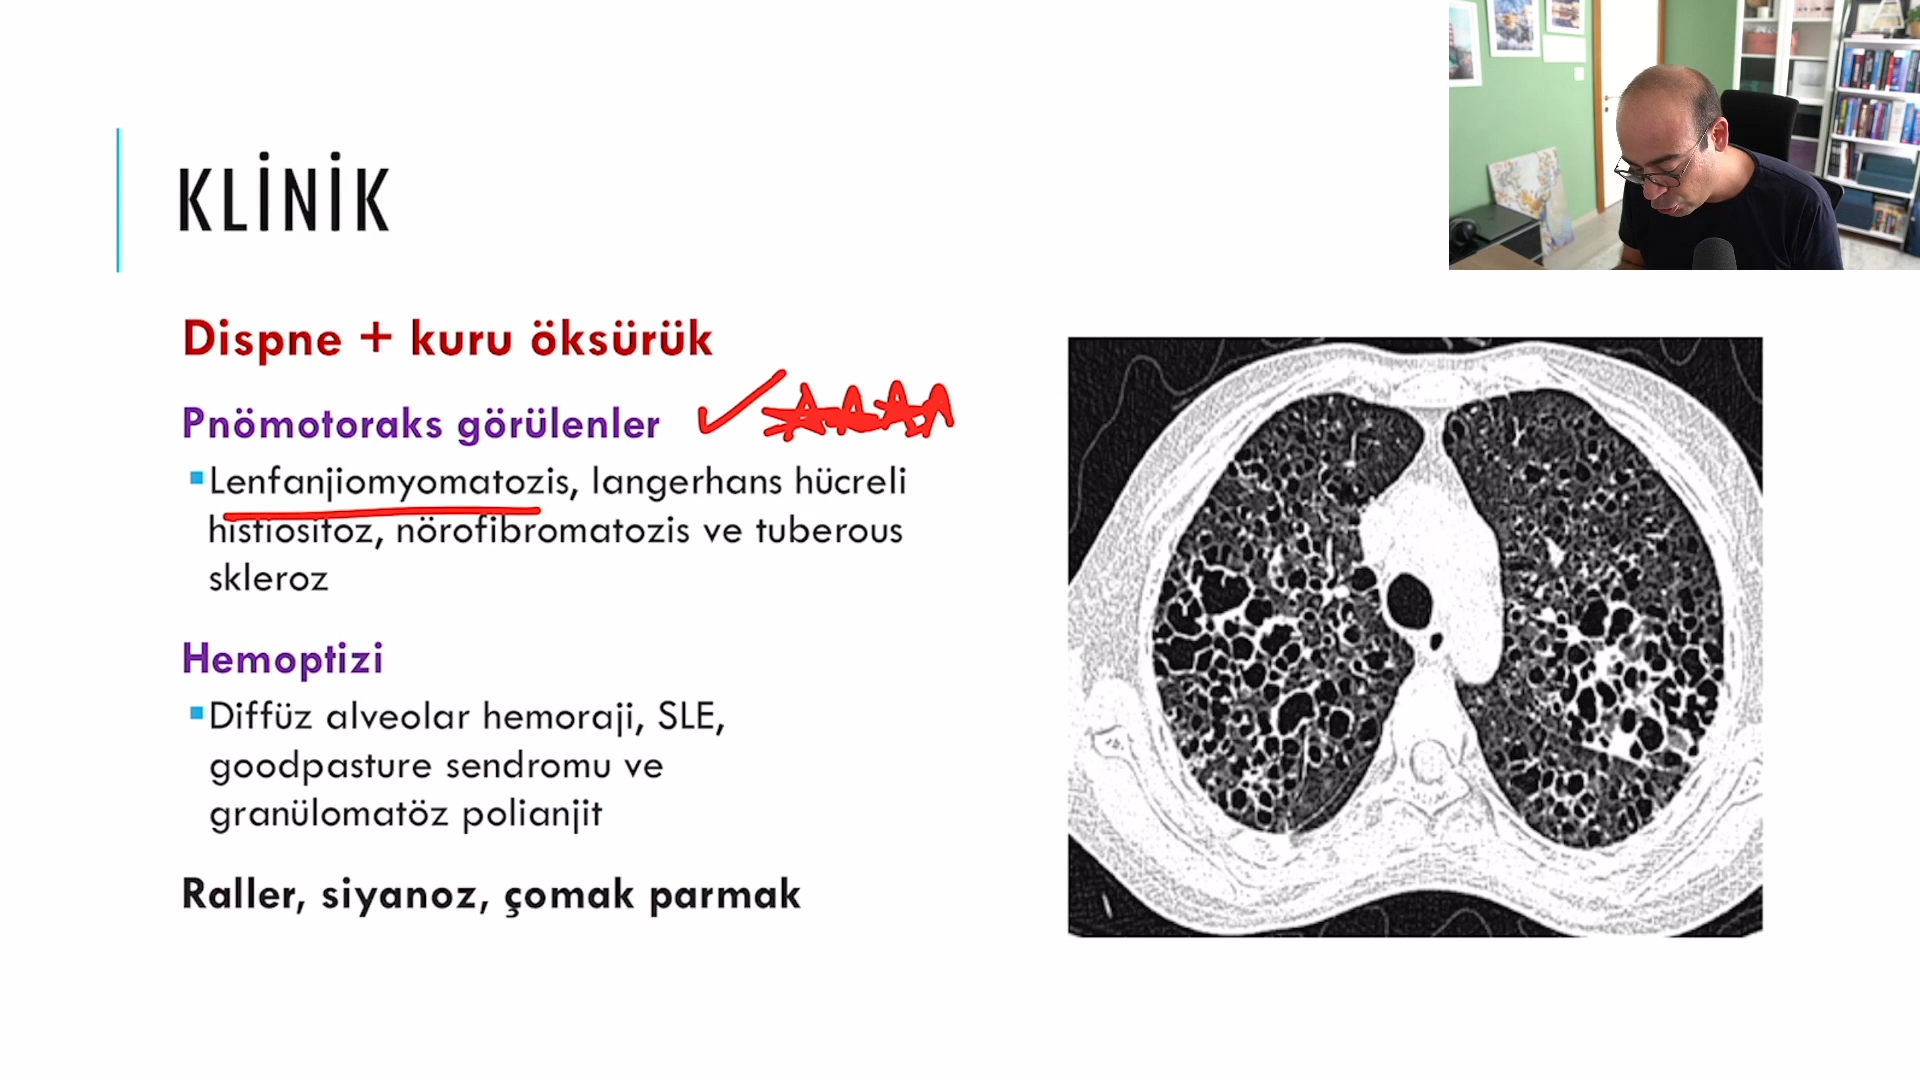 KLİNİK
Dispne + kuru öksürük
Pnömotoraks görülenler
Lenfanjiomyomatozis, langerhans hücreli
histiositoz, nörofibromatozis ve tuberous
skleroz
Hemoptizi
Diffüz alveolar hemoraji, SLE,
goodpasture sendromu ve
granülomatöz polianjit
Raller, siyanoz, çomak parmak